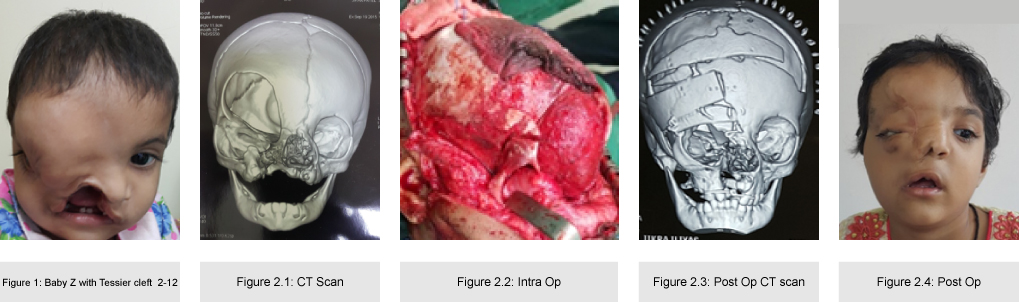 Figure 1: Baby Z with Tessier cleft 2-12
Figure 2.1: CT Scan
Figure 2.2: Intra Op
Figure 2.3: Post Op CT scan
Figure 2.4: Post Op